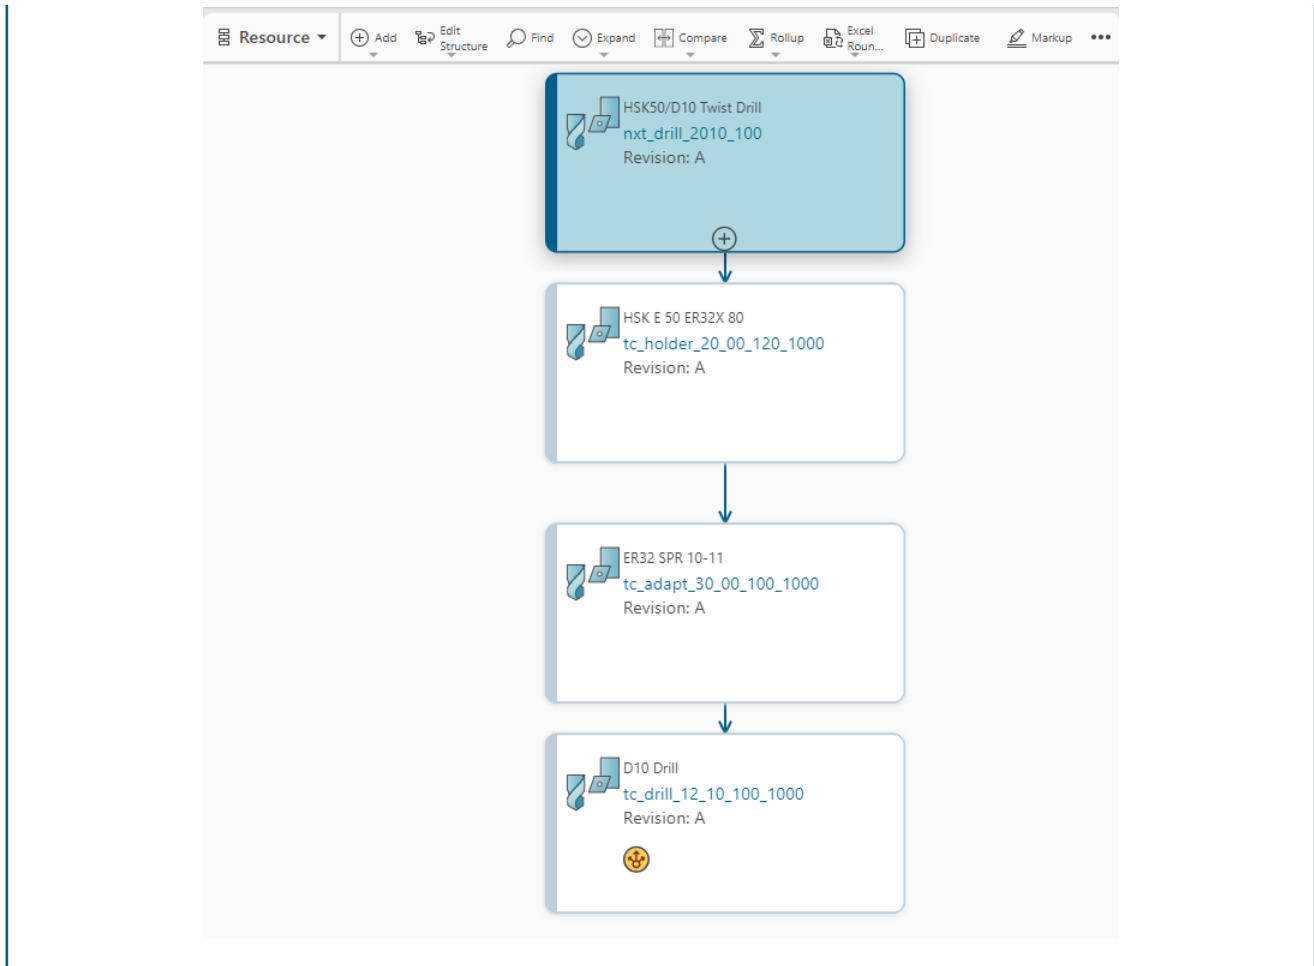 Resource
Add
Edit
Structure
Find
Expand
Compare
Rollup
Excel
Roun...
Duplicate
Markup
HSK50/D10 Twist Drill
nxt_drill_2010_100
Revision: A
HSK E 50 ER32X 80
tc_holder_20_00_120_1000
Revision: A
ER32 SPR 10-11
tc_adapt_30_00_100_1000
Revision: A
D10 Drill
tc_drill_12_10_100_1000
Revision: A